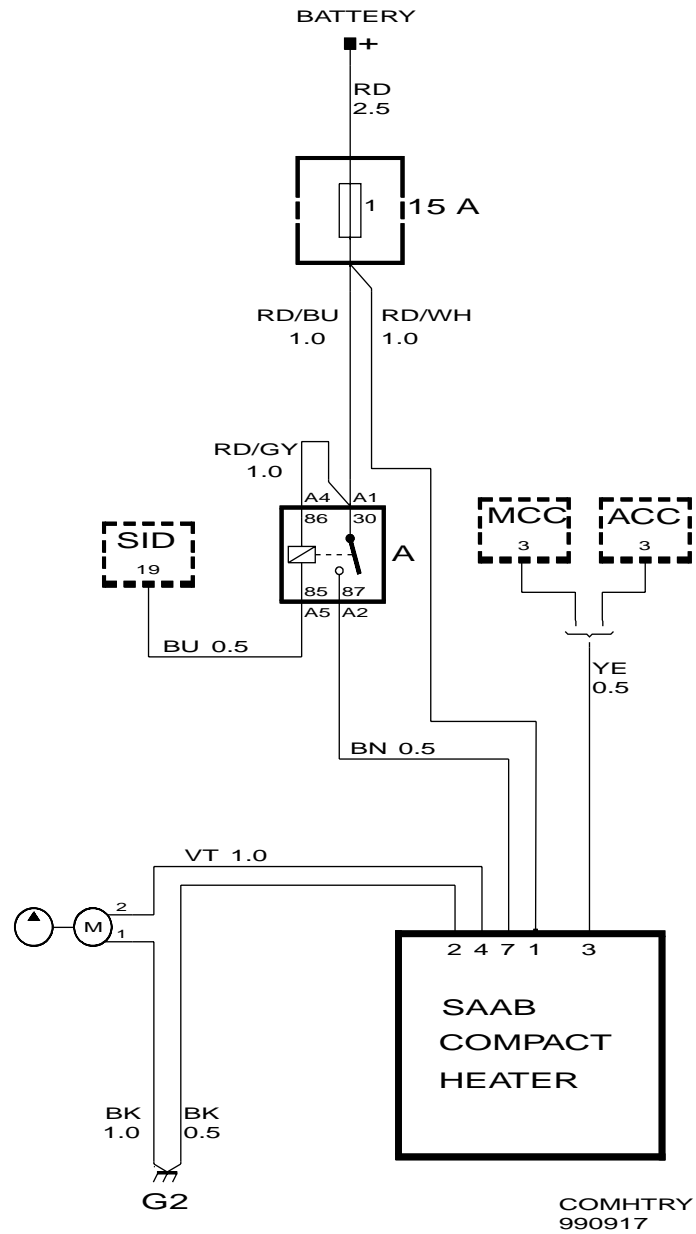 BATTERY
+
RD
2.5
1
15 A
RD/BU
1.0
RD/WH
1.0
RD/GY
1.0
A4 A1
86 30
A
85 87
A5 A2
SID
19
MCC
3
ACC
3
BU 0.5
YE
0.5
BN 0.5
VT 1.0
2
M
1
2 4 7 1 3
SAAB
COMPACT
HEATER
BK
1.0
BK
0.5
G2
COMHTRY
990917